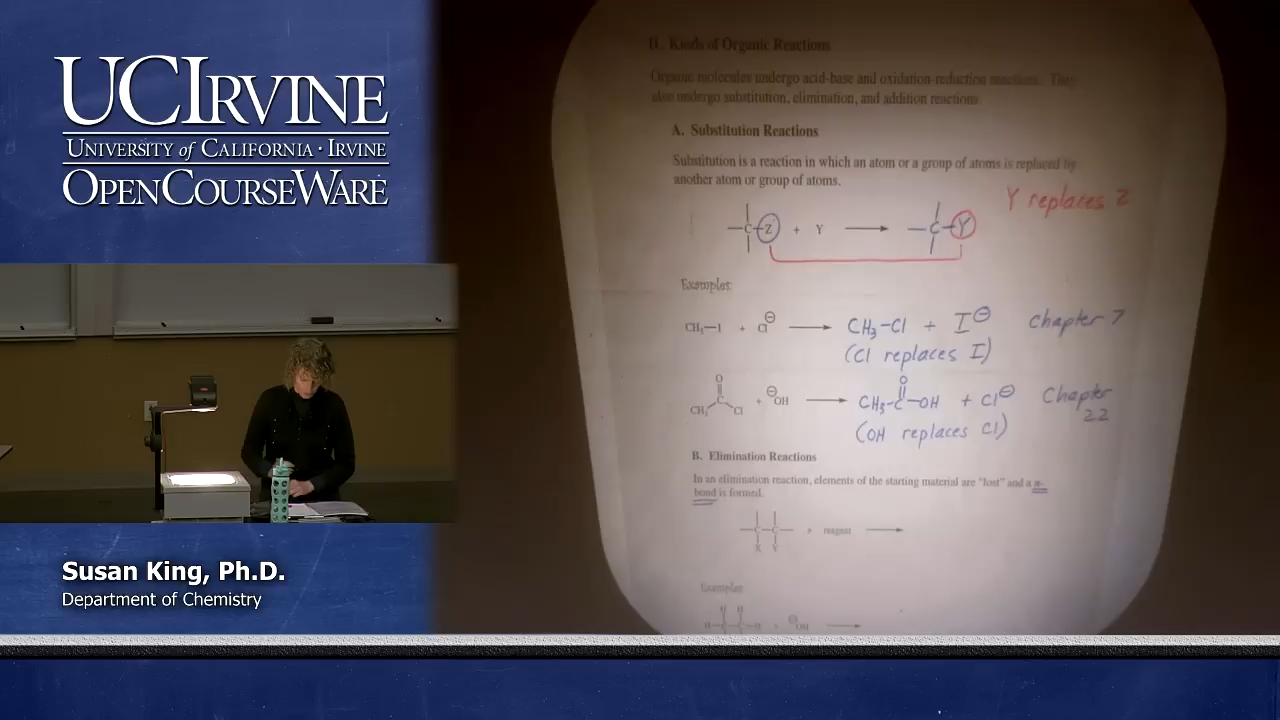 UCIRVINE
UNIVERSITY of CALIFORNIA · IRVINE
OPENCOURSEWARE
Susan King, Ph.D.
Department of Chemistry
II. Kinds of Organic Reactions
Organic molecules undergo acid-base and oxidation-reduction reactions. They
also undergo substitution, elimination, and addition reactions.
A. Substitution Reactions
Substitution is a reaction in which an atom or a group of atoms is replaced by
another atom or group of atoms.
Y replaces Z
—C—Z + Y → —C—Y
Examples:
CH₃—I + Cl⊖ → CH₃—Cl + I⊖ Chapter 7
(Cl replaces I)
O O
CH₃ C Cl + ⊖OH → CH₃—C—OH + Cl⊖ Chapter
22
(OH replaces Cl)
B. Elimination Reactions
In an elimination reaction, elements of the starting material are "lost" and a π-
bond is formed.
—C—C— + reagent →
X Y
Examples:
H H
H—C—C—H + ⊖OH →